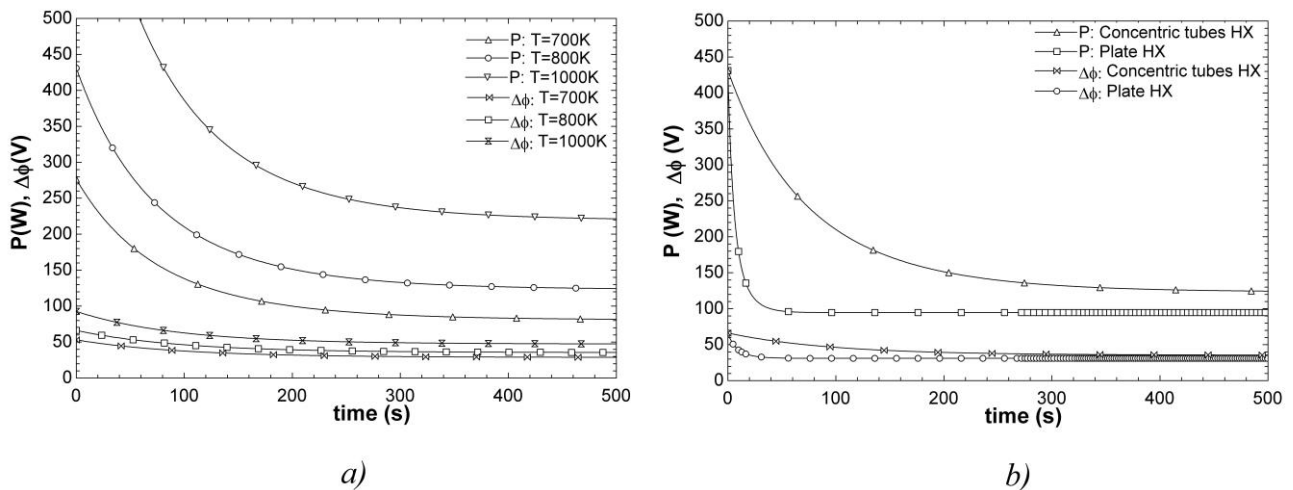 500
450
400
350
300
250
200
150
100
50
0
P(W), Δϕ(V)
0 100 200 300 400 500
time (s)
P: T=700K
P: T=800K
P: T=1000K
Δϕ: T=700K
Δϕ: T=800K
Δϕ: T=1000K
a)
500
450
400
350
300
250
200
150
100
50
0
P (W), Δϕ (V)
0 100 200 300 400 500
time (s)
P: Concentric tubes HX
P: Plate HX
Δϕ: Concentric tubes HX
Δϕ: Plate HX
b)